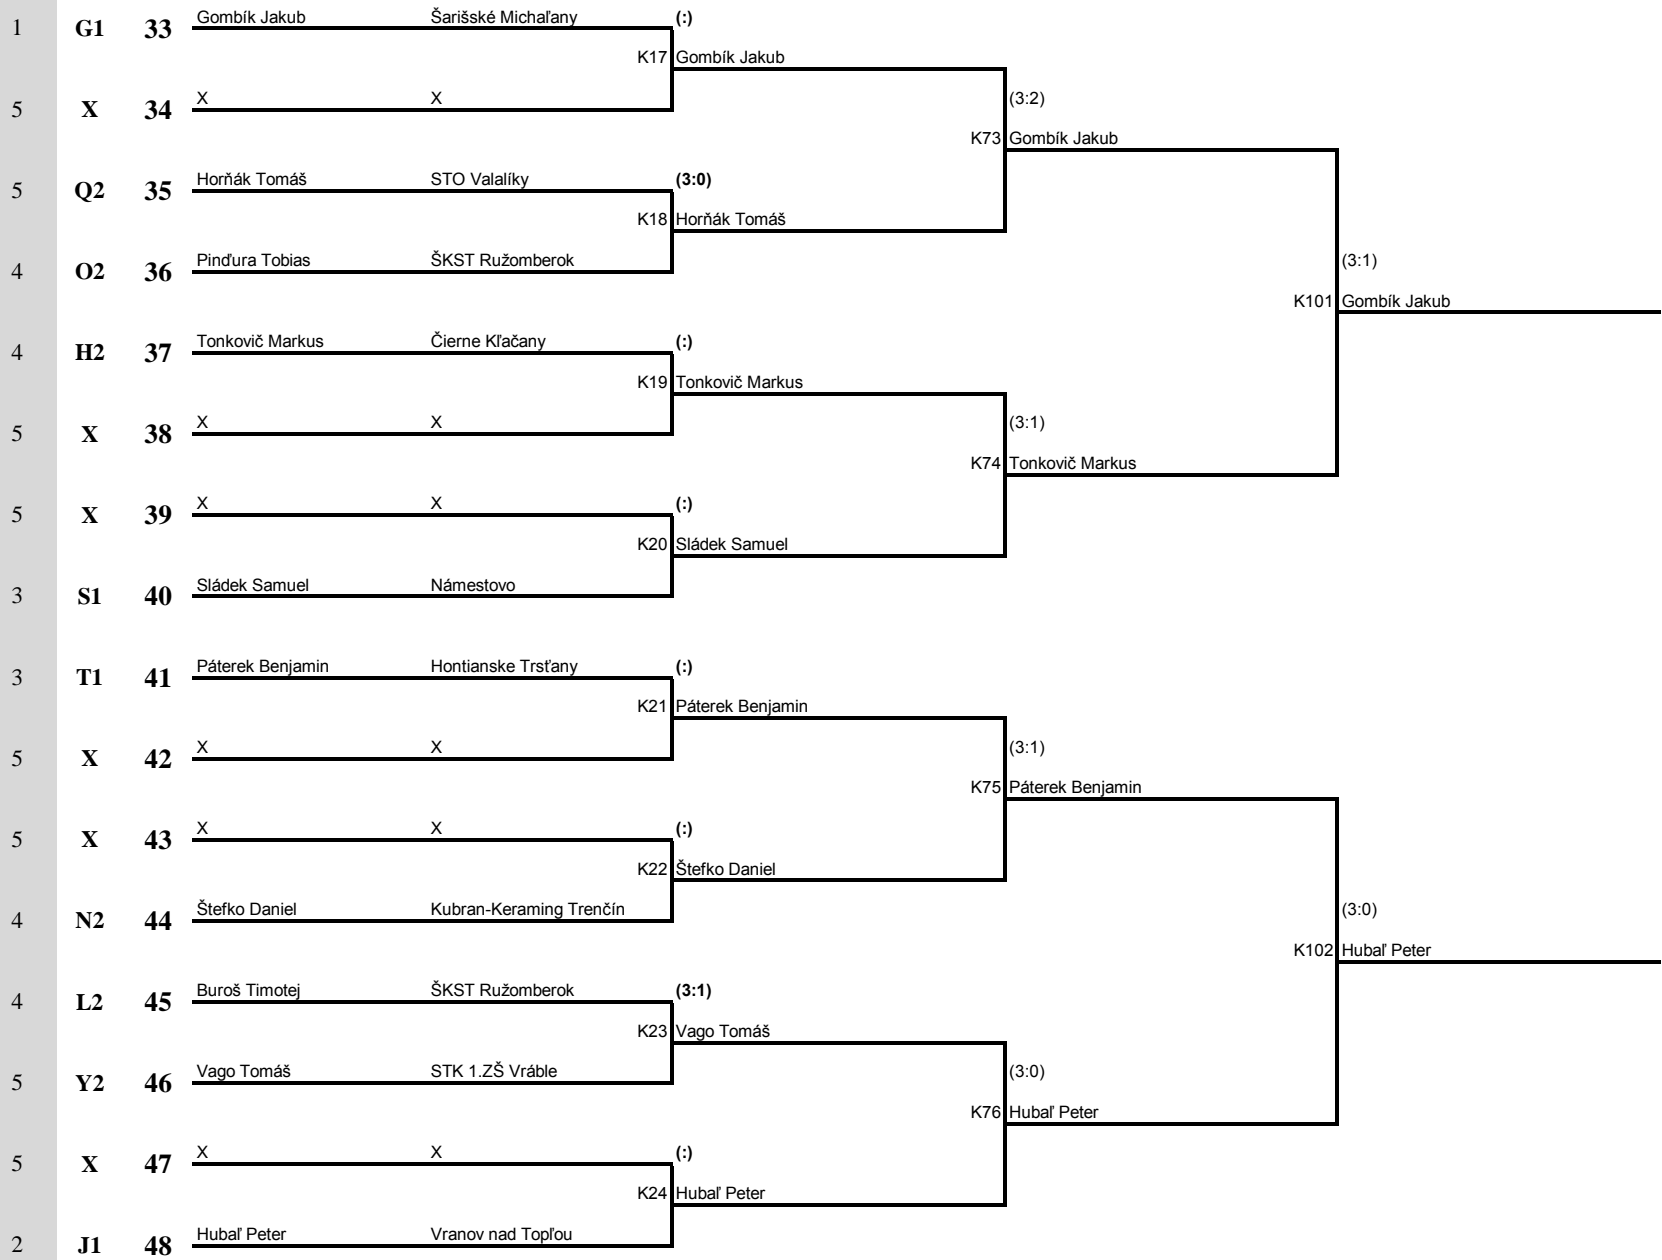 1 G1 33 Gombík Jakub Šarišské Michaľany (:)
K17 Gombík Jakub
5 X 34 X X (3:2)
K73 Gombík Jakub
5 Q2 35 Horňák Tomáš STO Valalíky (3:0)
K18 Horňák Tomáš
4 O2 36 Pinďura Tobias ŠKST Ružomberok (3:1)
K101 Gombík Jakub
4 H2 37 Tonkovič Markus Čierne Kľačany (:)
K19 Tonkovič Markus
5 X 38 X X (3:1)
K74 Tonkovič Markus
5 X 39 X X (:)
K20 Sládek Samuel
3 S1 40 Sládek Samuel Námestovo
3 T1 41 Páterek Benjamin Hontianske Trsťany (:)
K21 Páterek Benjamin
5 X 42 X X (3:1)
K75 Páterek Benjamin
5 X 43 X X (:)
K22 Štefko Daniel
4 N2 44 Štefko Daniel Kubran-Keraming Trenčín (3:0)
K102 Hubaľ Peter
4 L2 45 Buroš Timotej ŠKST Ružomberok (3:1)
K23 Vago Tomáš
5 Y2 46 Vago Tomáš STK 1.ZŠ Vráble (3:0)
K76 Hubaľ Peter
5 X 47 X X (:)
K24 Hubaľ Peter
2 J1 48 Hubaľ Peter Vranov nad Topľou